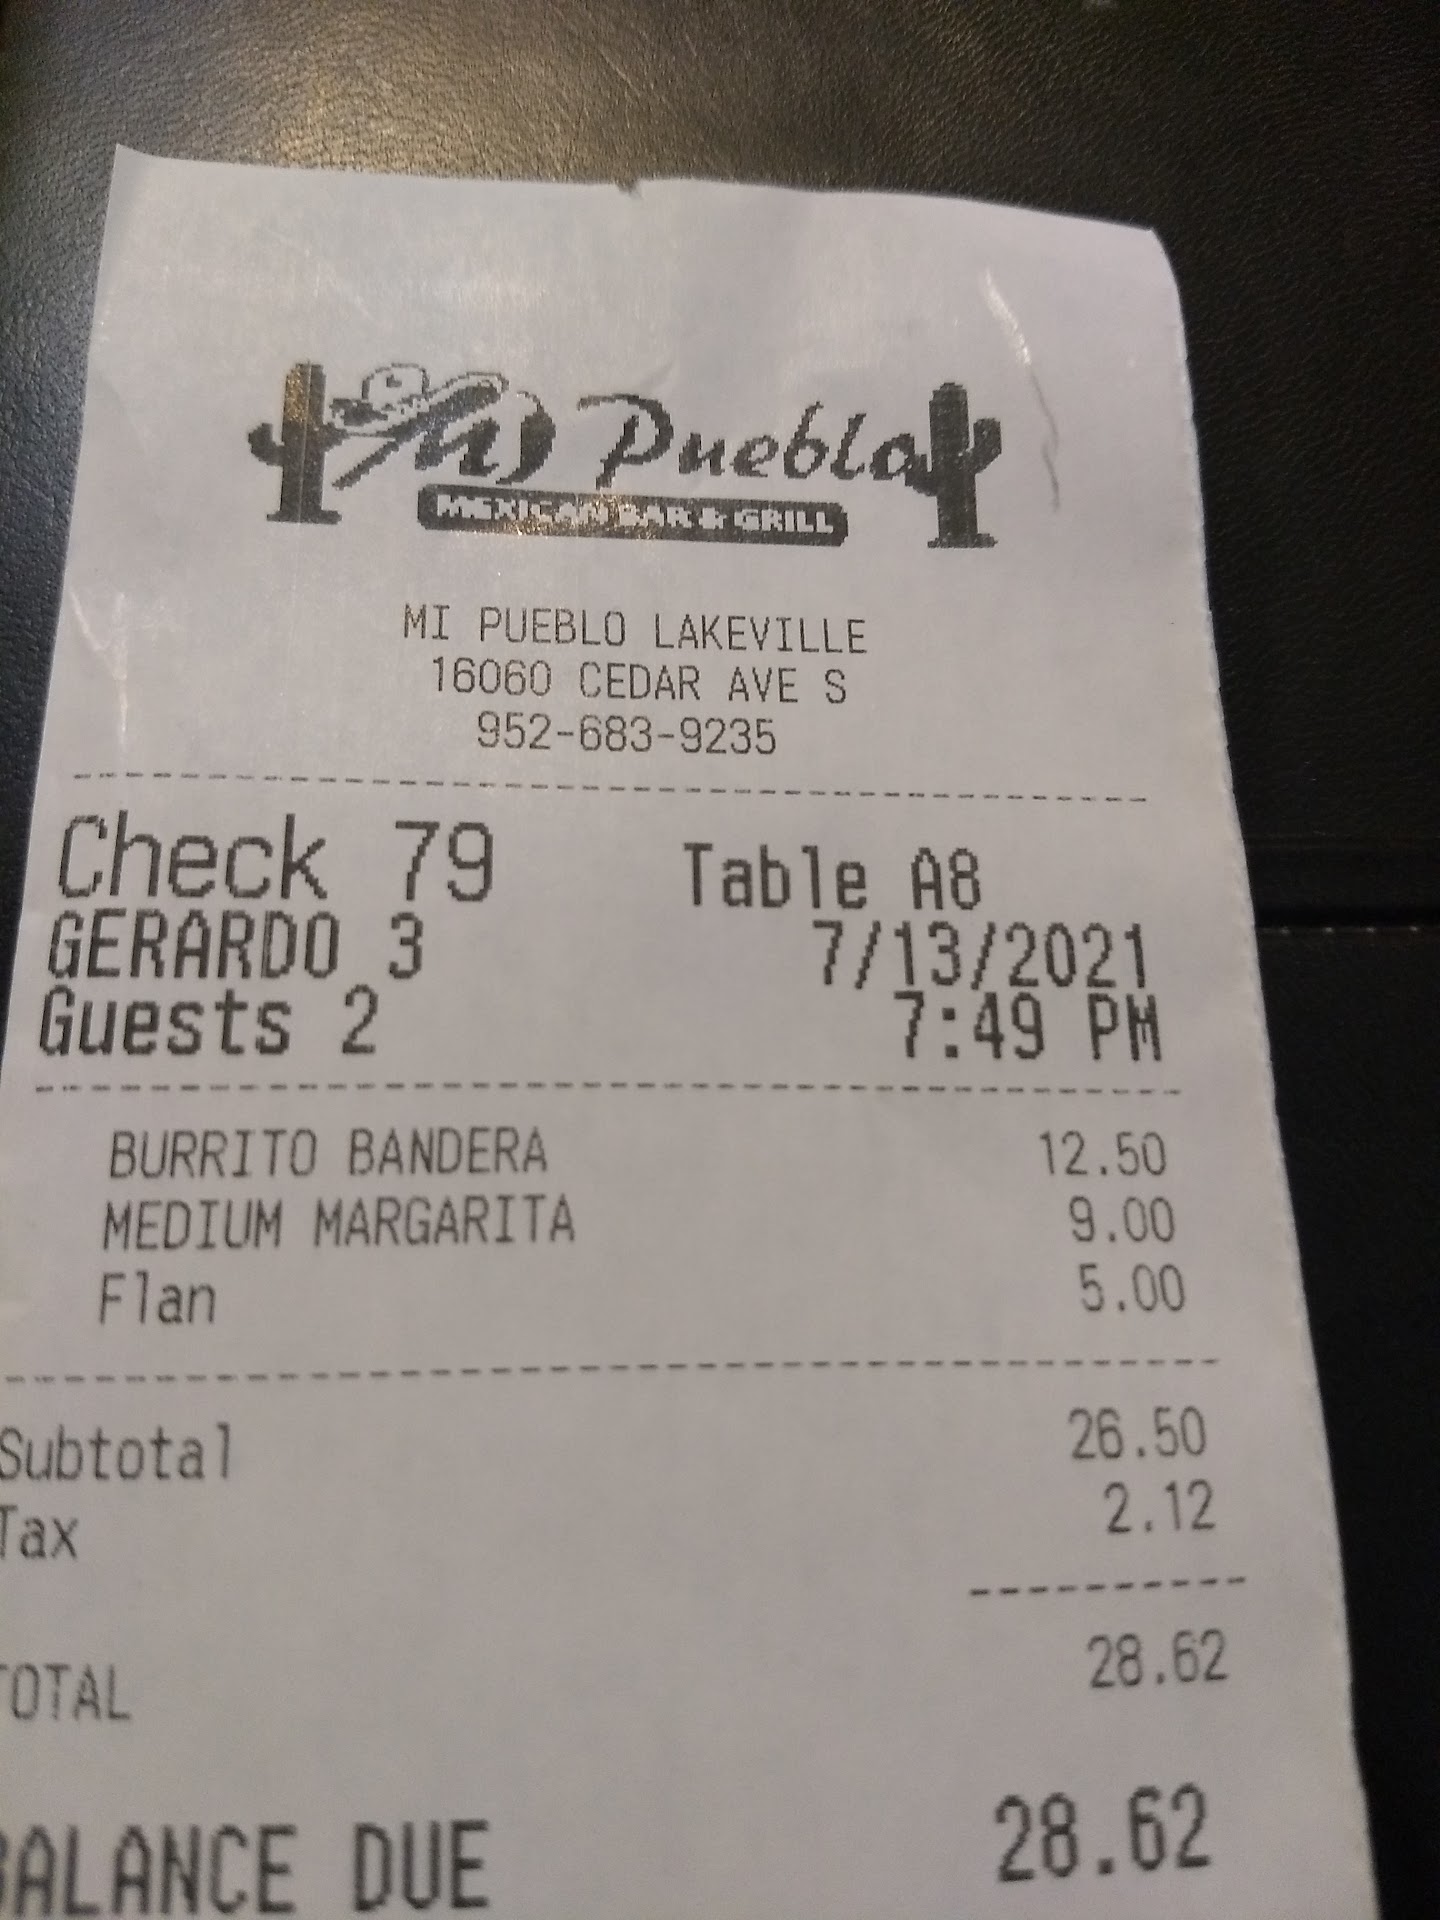 Mi Pueblo
MEXICAN BAR & GRILL
MI PUEBLO LAKEVILLE
16060 CEDAR AVE S
952-683-9235
Check 79 Table A8
GERARDO 3 7/13/2021
Guests 2 7:49 PM
BURRITO BANDERA 12.50
MEDIUM MARGARITA 9.00
Flan 5.00
Subtotal 26.50
Tax 2.12
TOTAL 28.62
BALANCE DUE 28.62